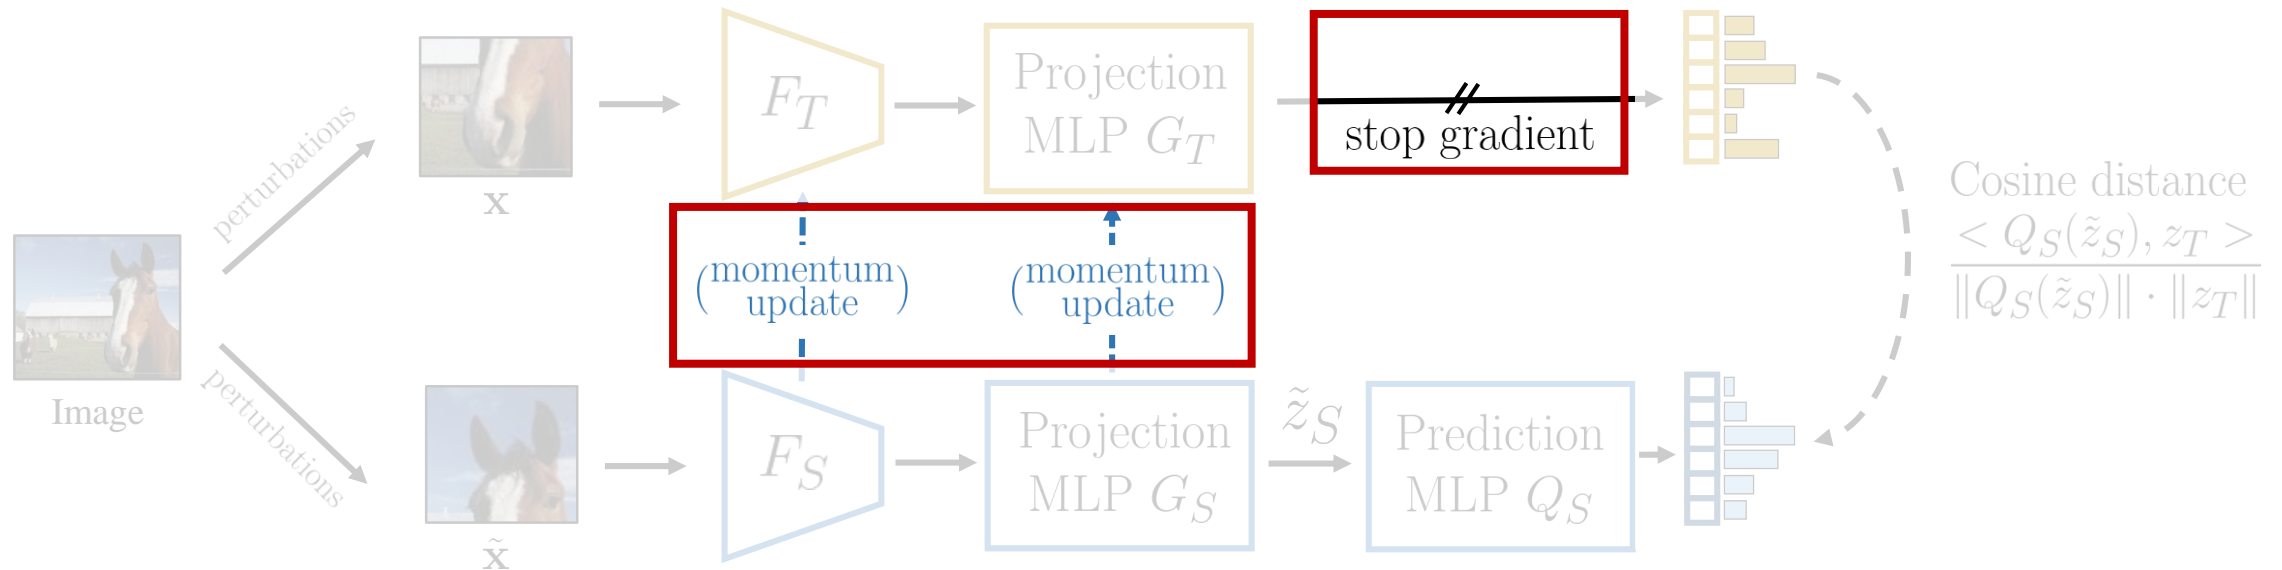 perturbations
x
F_T
Projection
MLP G_T
stop gradient
(momentum update)
(momentum update)
Image
Cosine distance
< Q_S(z̃_S), z_T >
‖Q_S(z̃_S)‖ · ‖z_T‖
perturbations
x̃
F_S
Projection
MLP G_S
z̃_S
Prediction
MLP Q_S